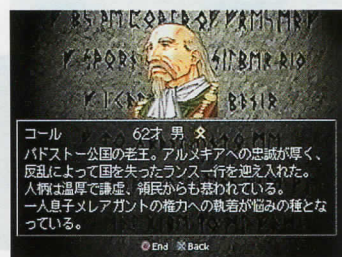 コール　62才　男
パドストー公国の老王。アルメキアへの忠誠が厚く、
反乱によって国を失ったランス一行を迎え入れた。
人柄は温厚で謙虚、領民からも慕われている。
一人息子メレアガントの権力への執着が悩みの種とな
っている。
End Back